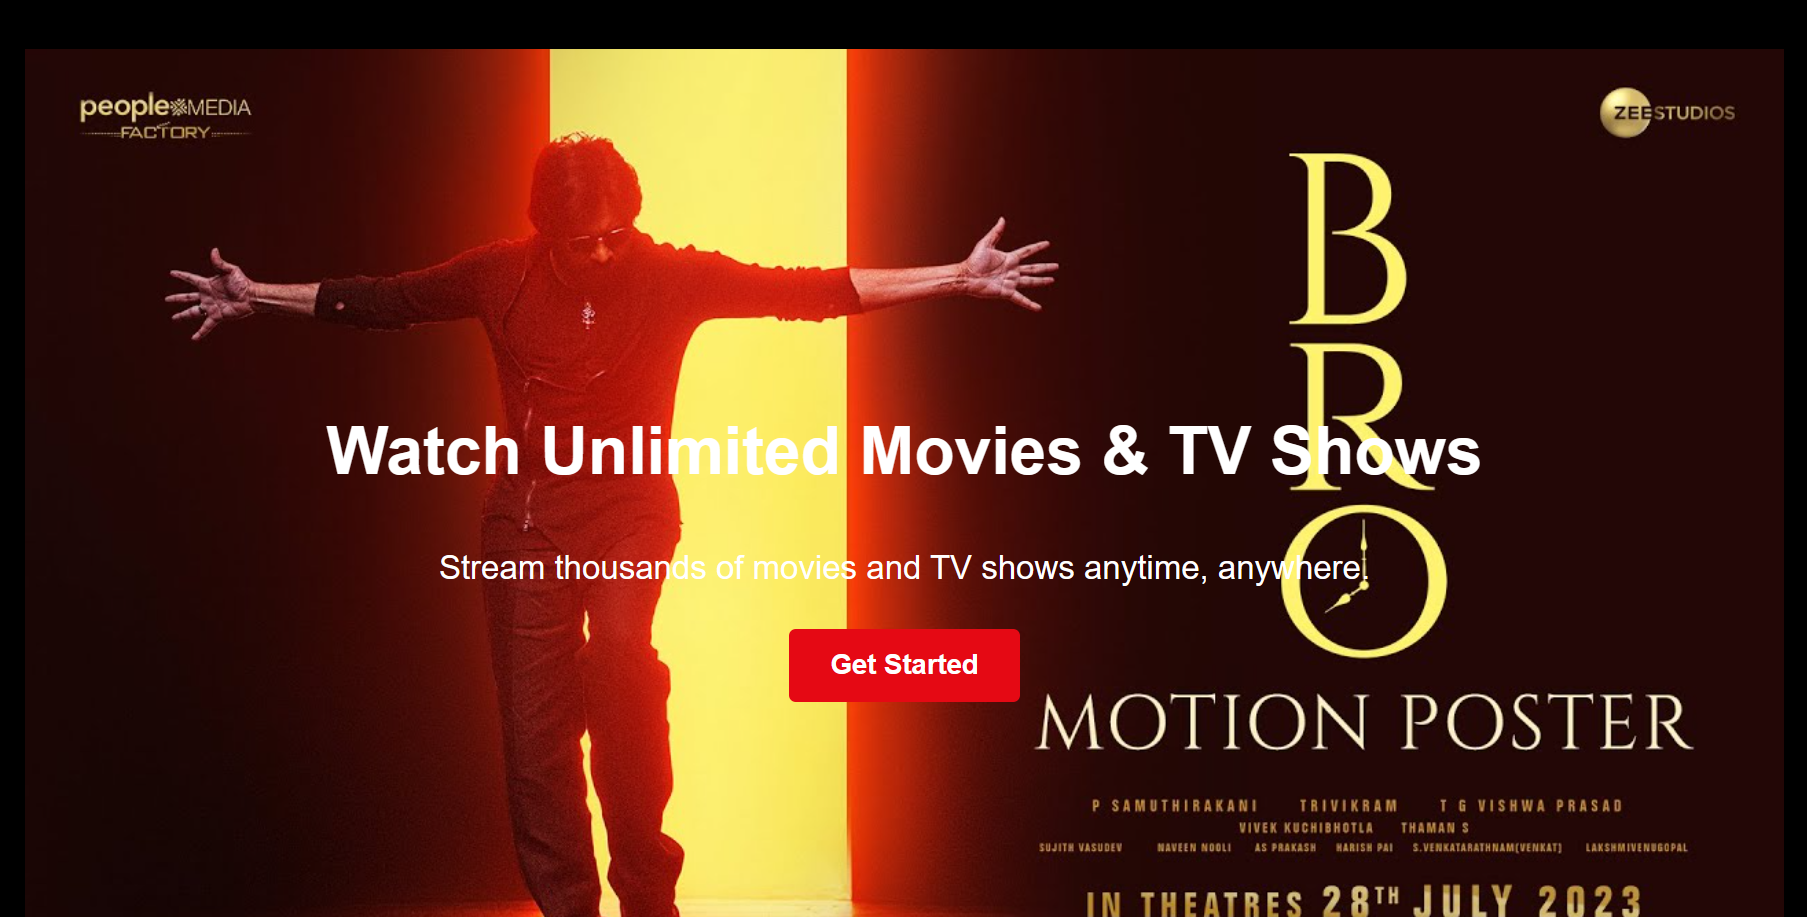 people MEDIA
FACTORY
ZEE STUDIOS
B
R
O
Watch Unlimited Movies & TV Shows
Stream thousands of movies and TV shows anytime, anywhere.
Get Started
MOTION POSTER
P SAMUTHIRAKANI TRIVIKRAM T G VISHWA PRASAD
VIVEK KUCHIBHOTLA THAMAN S
SUJITH VASUDEV NAVEEN NOOLI AS PRAKASH HARISH PAI S.VENKATARATHNAM(VENKAT) LAKSHMIVENUGOPAL
IN THEATRES 28TH JULY 2023